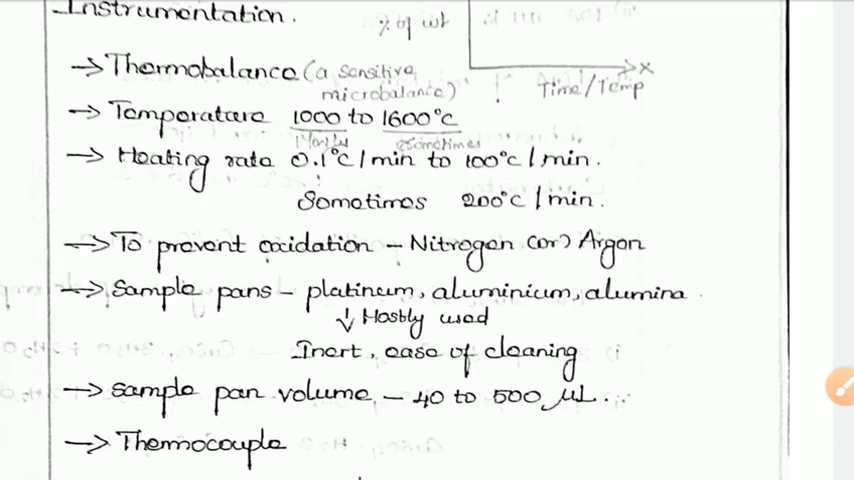 Instrumentation.
% of wt
x
Time/Temp
→ Thermobalance (a sensitive
microbalance)
→ Temperature 1000 to 1600°C
Mostly Sometimes
→ Heating rate 0.1°C/min to 100°C/min.
Sometimes 200°C/min.
→ To prevent oxidation - Nitrogen (or) Argon
→ Sample pans - platinum, aluminium, alumina.
↓ Mostly used
Inert, ease of cleaning
→ Sample pan volume - 40 to 500 μL.
→ Thermocouple